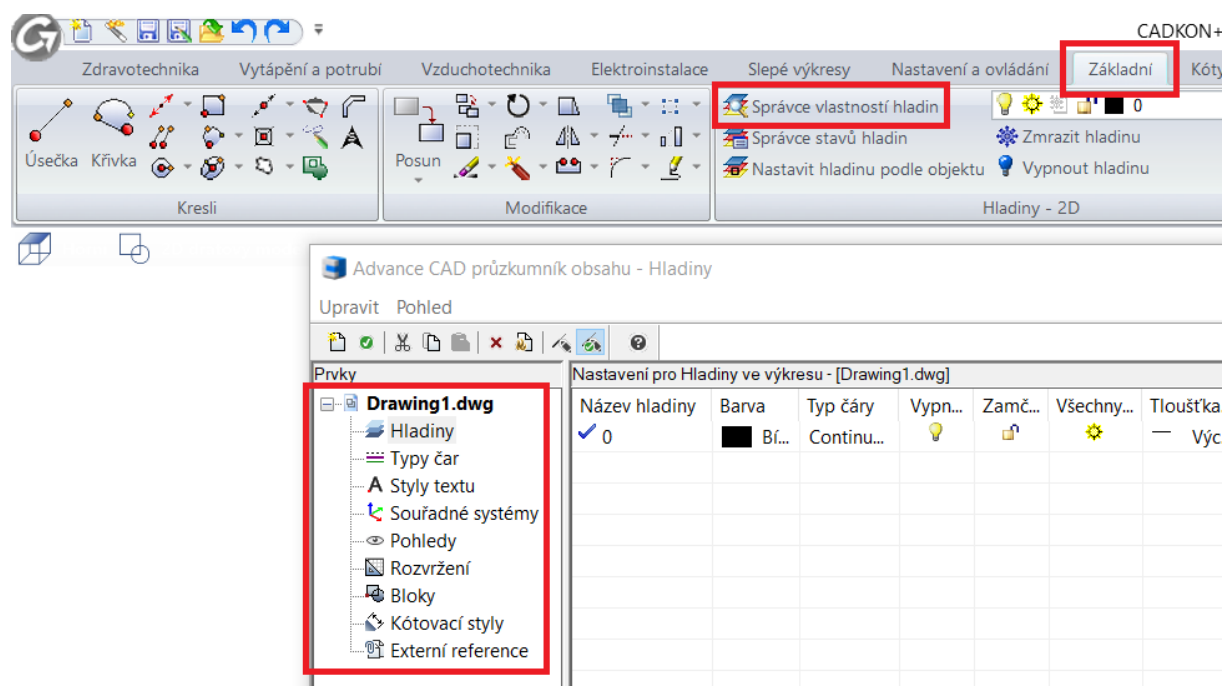 CADKON+
Zdravotechnika Vytápění a potrubí Vzduchotechnika Elektroinstalace Slepé výkresy Nastavení a ovládání Základní Kóty
Správce vlastností hladin 0
Správce stavů hladin Zmrazit hladinu
Úsečka Křivka Posun Nastavit hladinu podle objektu Vypnout hladinu
Kresli Modifikace Hladiny - 2D
Advance CAD průzkumník obsahu - Hladiny
Upravit Pohled
Prvky Nastavení pro Hladiny ve výkresu - [Drawing1.dwg]
Drawing1.dwg Název hladiny Barva Typ čáry Vypn... Zamč... Všechny... Tloušťka
Hladiny 0 Bí... Continu... Výc
Typy čar
Styly textu
Souřadné systémy
Pohledy
Rozvržení
Bloky
Kótovací styly
Externí reference